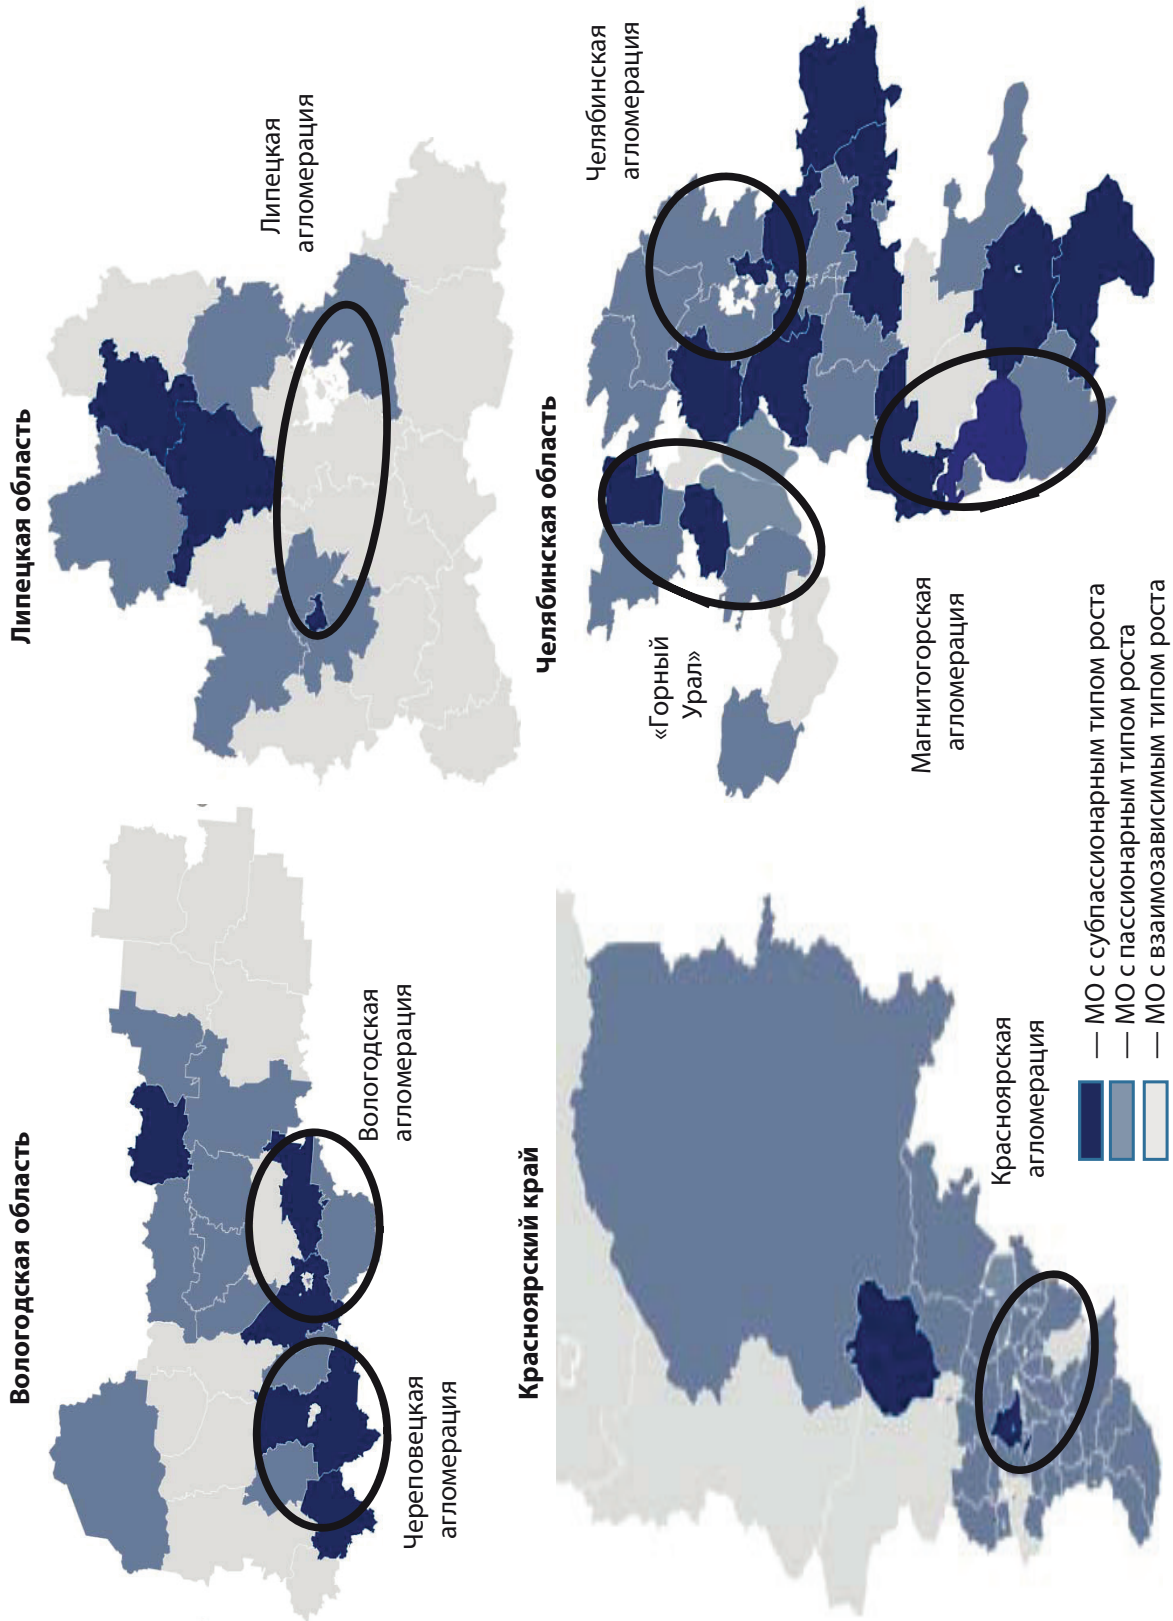 Вологодская область
Череповецкая
агломерация
Вологодская
агломерация
Липецкая область
Липецкая
агломерация
Красноярский край
Красноярская
агломерация
Челябинская область
«Горный
Урал»
Челябинская
агломерация
Магнитогорская
агломерация
— МО с субпассионарным типом роста
— МО с пассионарным типом роста
— МО с взаимозависимым типом роста